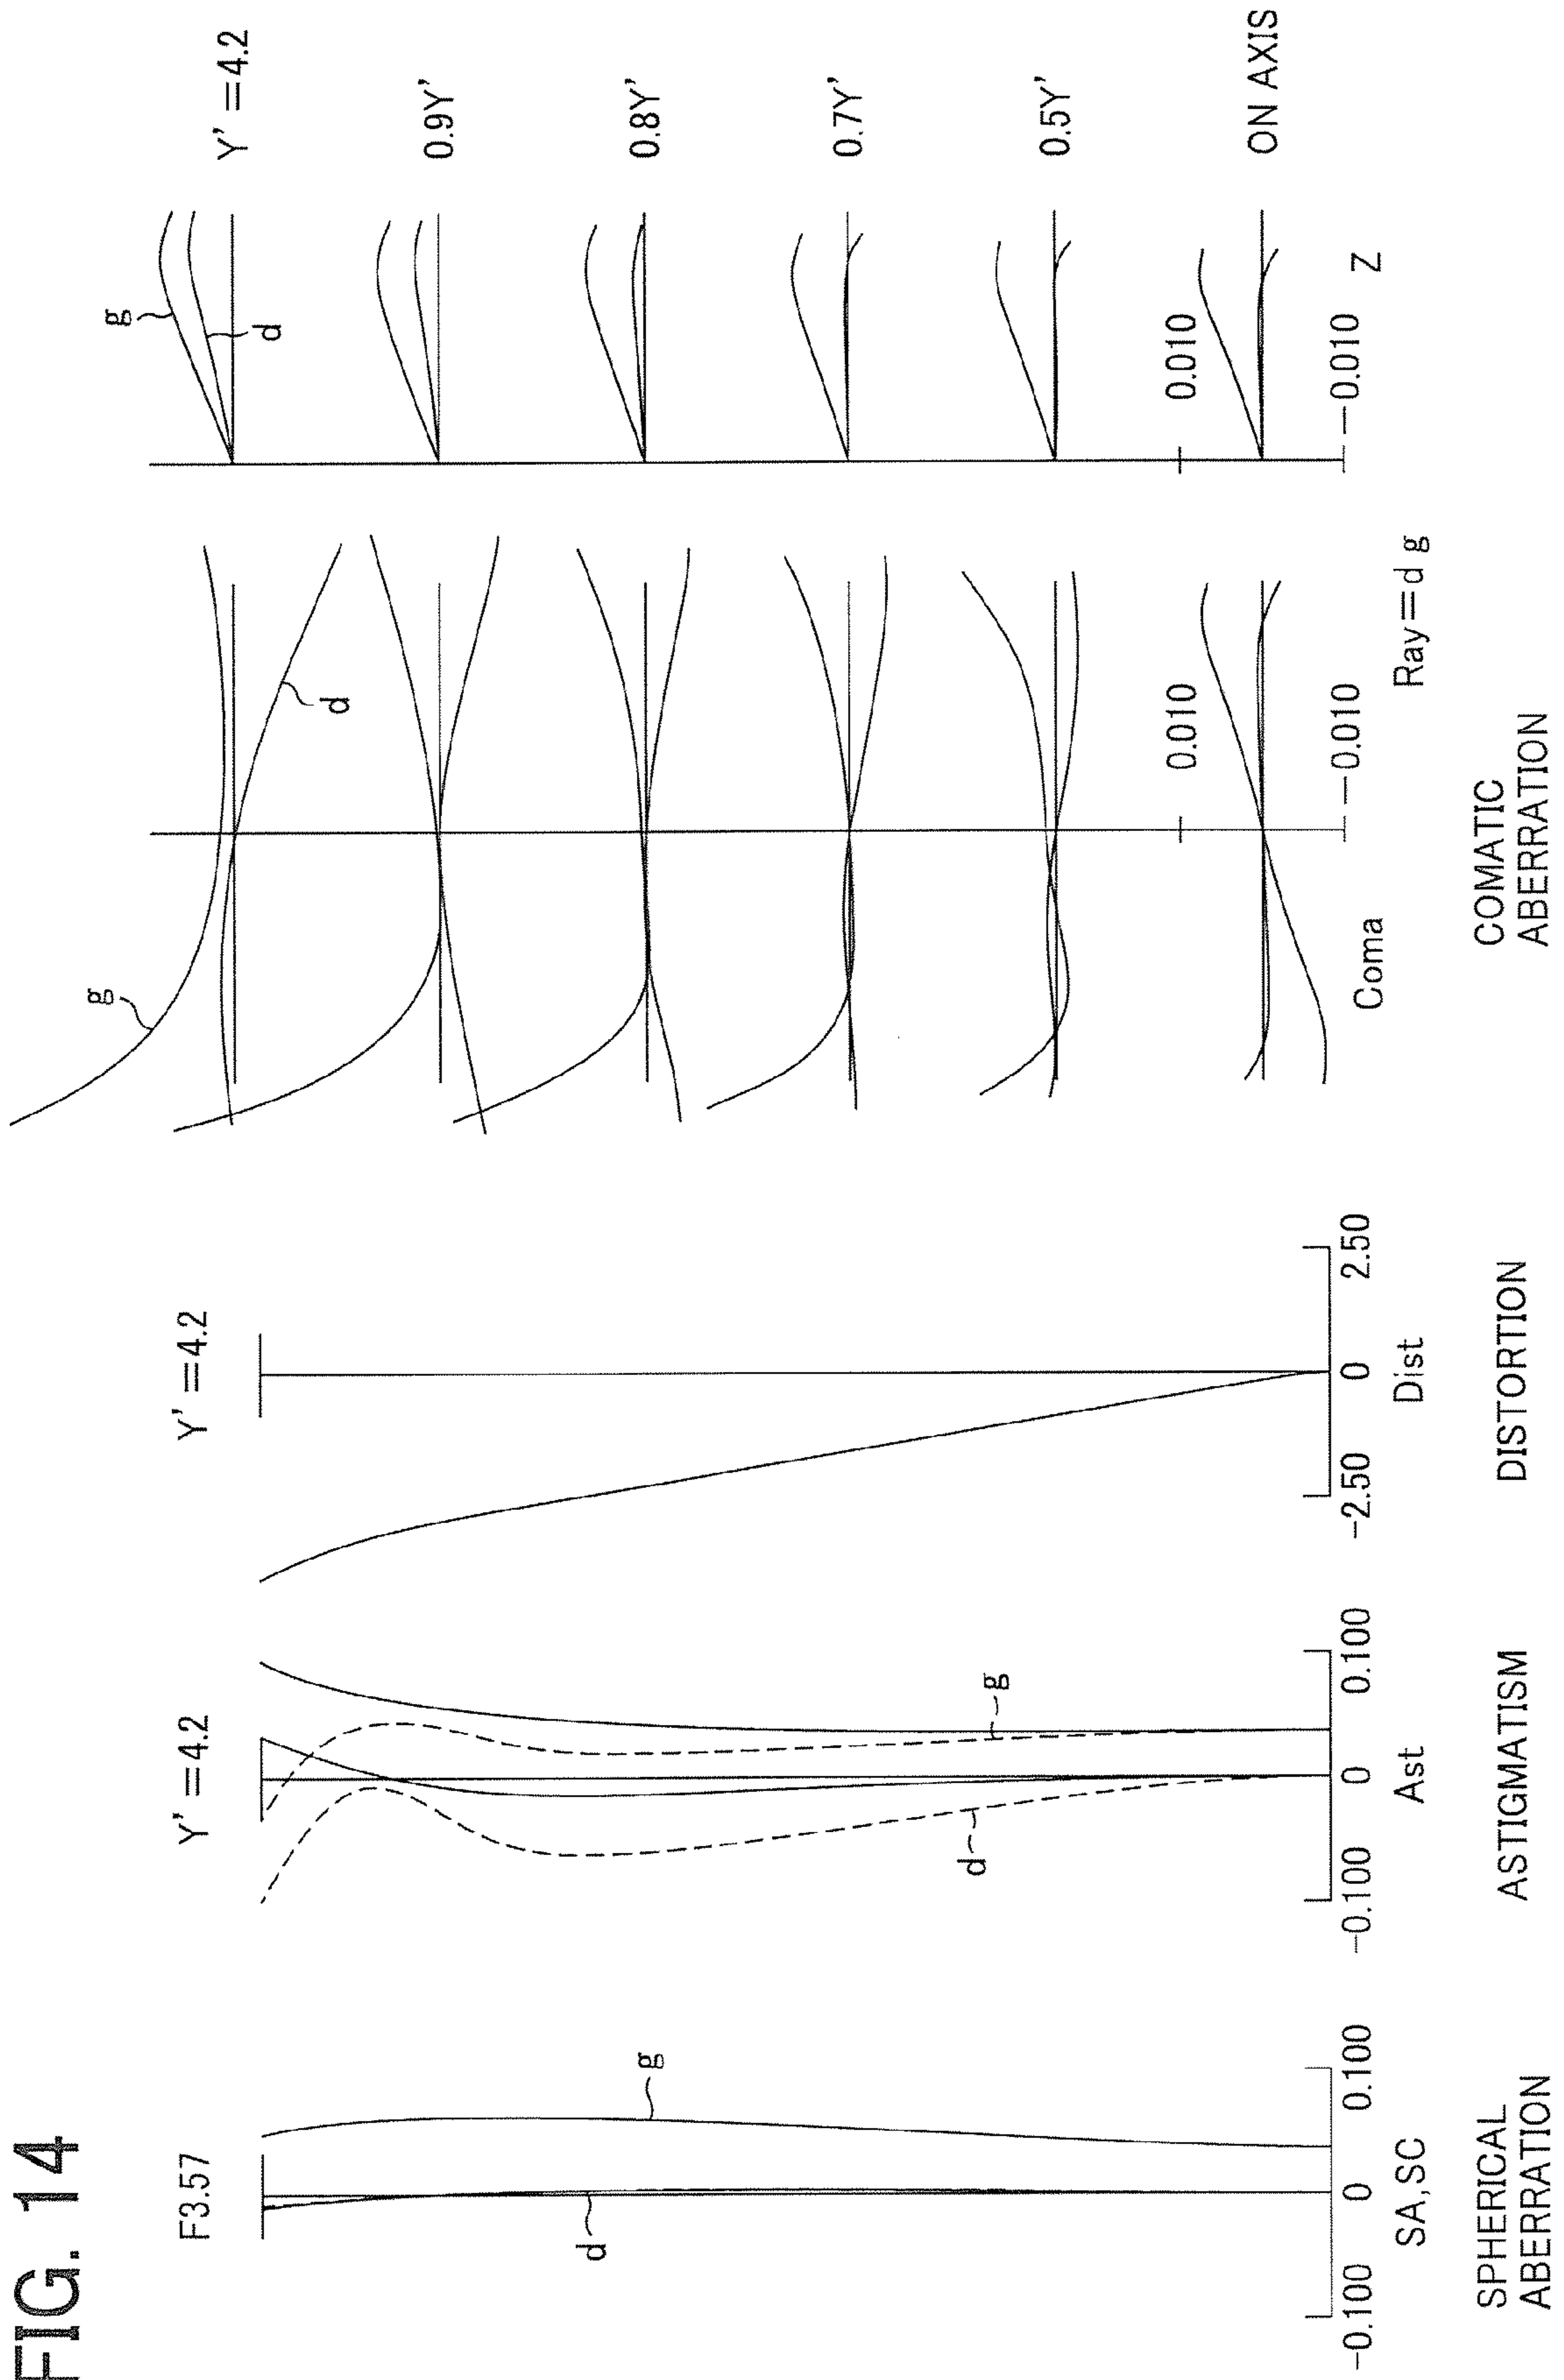 FIG. 14
F3.57
g
d
-0.100
0
0.100
SA,SC
SPHERICAL
ABERRATION
Y'=4.2
g
d
-0.100
0
0.100
Ast
ASTIGMATISM
Y'=4.2
-2.50
0
2.50
Dist
DISTORTION
g
d
0.010
-0.010
Coma
Ray=d g
COMATIC
ABERRATION
g
d
Y'=4.2
0.9Y'
0.8Y'
0.7Y'
0.5Y'
0.010
ON AXIS
-0.010
Z